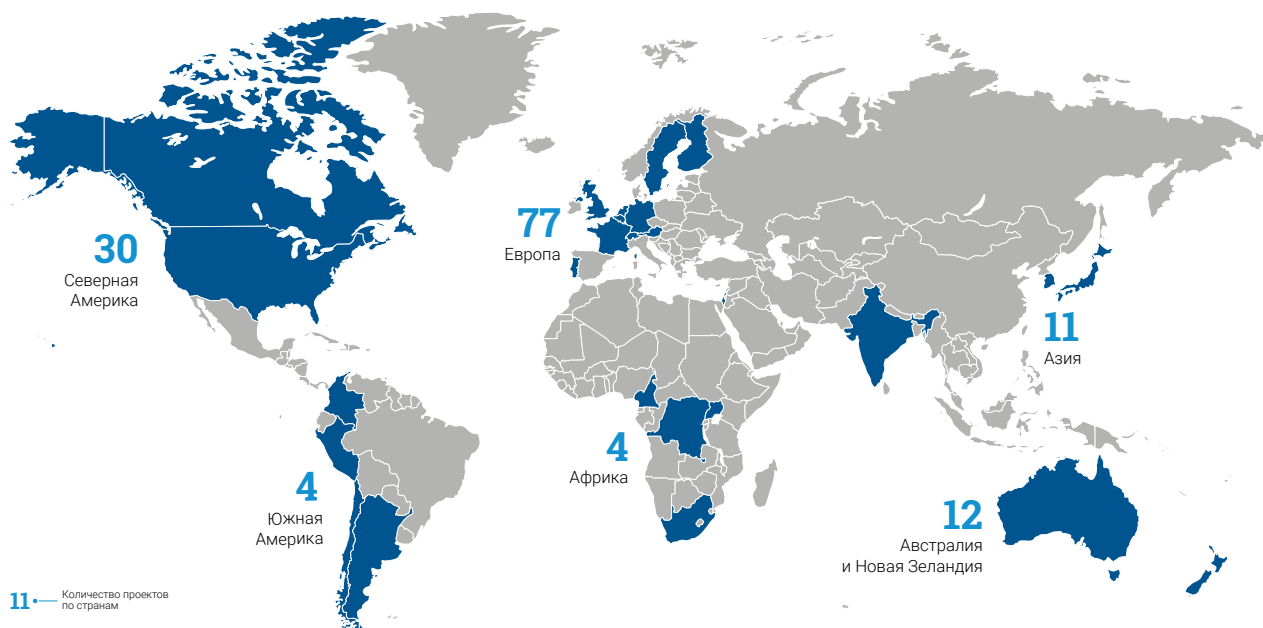 30
Северная
Америка
77
Европа
11
Азия
4
Африка
4
Южная
Америка
12
Австралия
и Новая Зеландия
11
Количество проектов
по странам